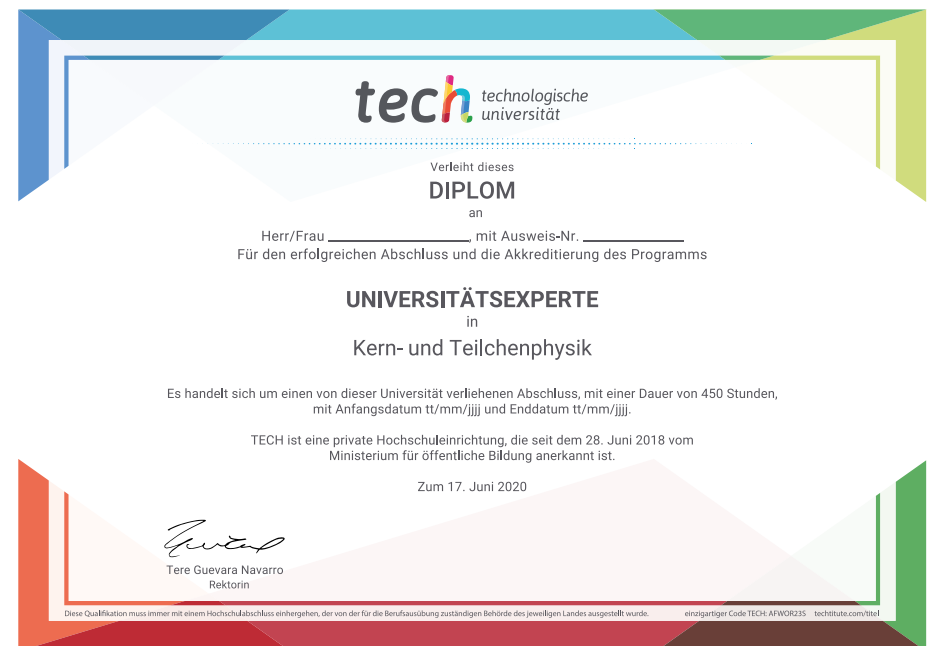 tech technologische
universität
Verleiht dieses
DIPLOM
an
Herr/Frau ____________________, mit Ausweis-Nr. ______________
Für den erfolgreichen Abschluss und die Akkreditierung des Programms
UNIVERSITÄTSEXPERTE
in
Kern- und Teilchenphysik
Es handelt sich um einen von dieser Universität verliehenen Abschluss, mit einer Dauer von 450 Stunden,
mit Anfangsdatum tt/mm/jjjj und Enddatum tt/mm/jjjj.
TECH ist eine private Hochschuleinrichtung, die seit dem 28. Juni 2018 vom
Ministerium für öffentliche Bildung anerkannt ist.
Zum 17. Juni 2020
Tere Guevara Navarro
Rektorin
Diese Qualifikation muss immer mit einem Hochschulabschluss einhergehen, der von der für die Berufsausübung zuständigen Behörde des jeweiligen Landes ausgestellt wurde. einzigartiger Code TECH: AFWOR23S techtitute.com/titel